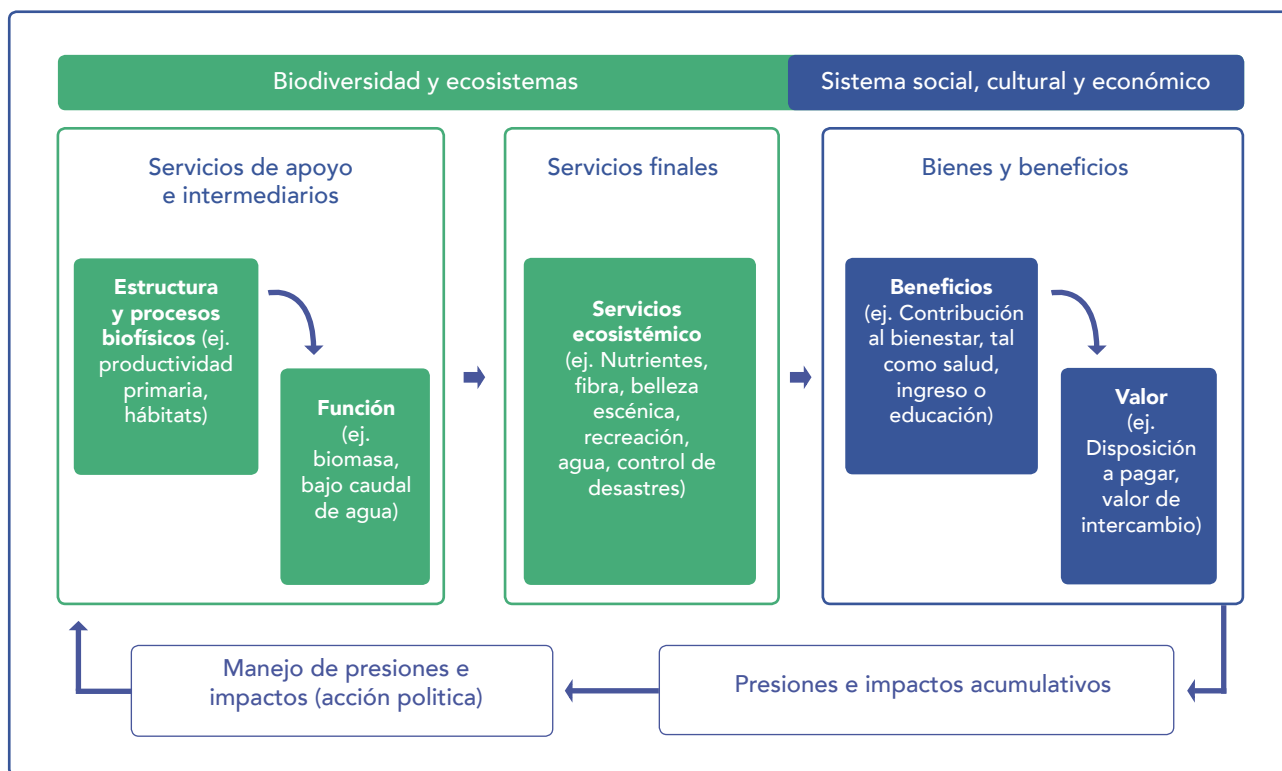 Biodiversidad y ecosistemas
Sistema social, cultural y económico
Servicios de apoyo
e intermediarios
Estructura
y procesos
biofísicos (ej.
productividad
primaria,
hábitats)
Función
(ej.
biomasa,
bajo caudal
de agua)
Servicios finales
Servicios
ecosistémico
(ej. Nutrientes,
fibra, belleza
escénica,
recreación,
agua, control de
desastres)
Bienes y beneficios
Beneficios
(ej. Contribución
al bienestar, tal
como salud,
ingreso o
educación)
Valor
(ej.
Disposición
a pagar,
valor de
intercambio)
Manejo de presiones e
impactos (acción politica)
Presiones e impactos acumulativos